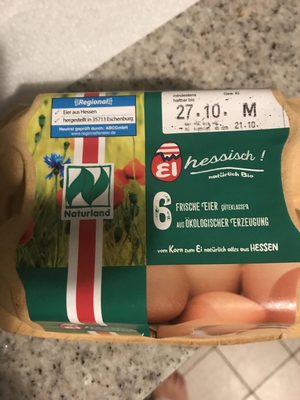 Regional
Eier aus Hessen
hergestellt in 35713 Eschenburg
Neutral geprüft durch: ABCGmbH
www.regionalfenster.de
mindestens
haltbar bis
27.10. M
21.10.
Ei hessisch!
natürlich Bio
Naturland
6 FRISCHE EIER GÜTEKLASSE A
AUS ÖKOLOGISCHER ERZEUGUNG
vom Korn zum Ei natürlich alles aus HESSEN